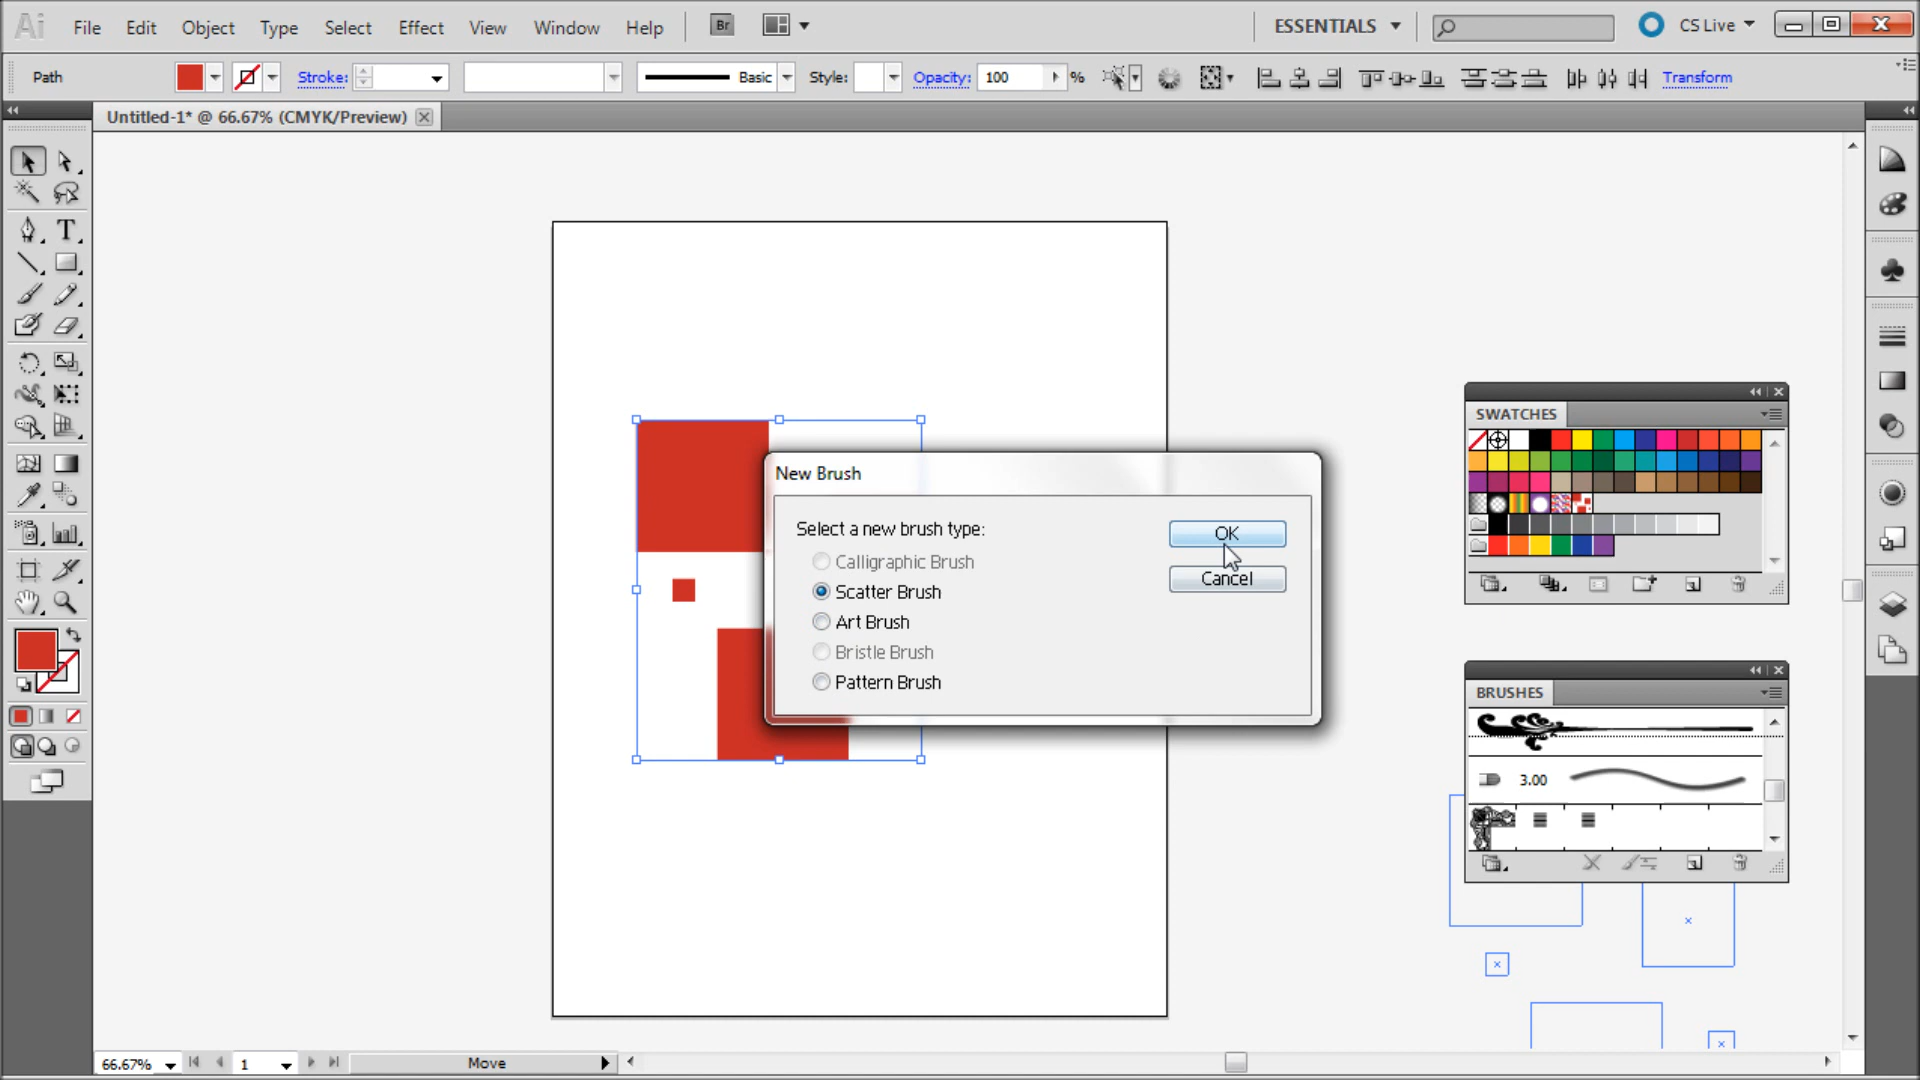 Ai File Edit Object Type Select Effect View Window Help Br ESSENTIALS CS Live
Path Stroke: Basic Style: Opacity: 100 % Transform
Untitled-1* @ 66.67% (CMYK/Preview)
SWATCHES
New Brush
Select a new brush type:
OK
Calligraphic Brush
Cancel
Scatter Brush
Art Brush
Bristle Brush
Pattern Brush
BRUSHES
3.00
66.67% 1 Move